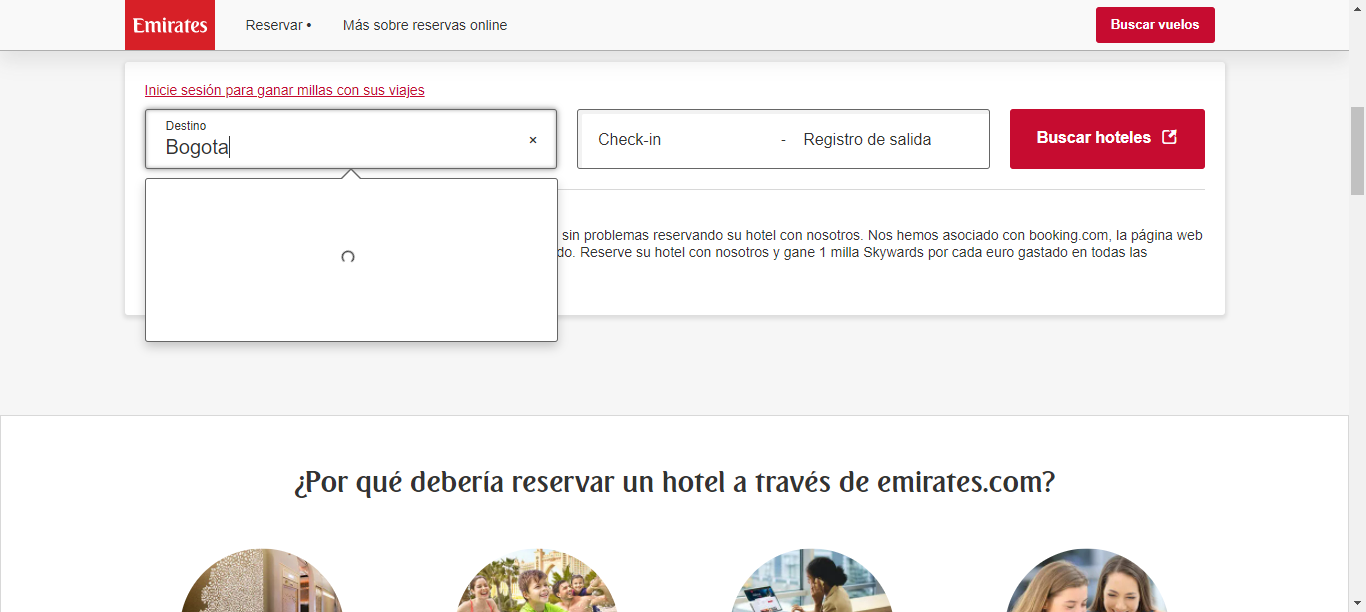 Emirates
Reservar •
Más sobre reservas online
Buscar vuelos
Inicie sesión para ganar millas con sus viajes
Destino
Bogota
×
Check-in
-
Registro de salida
Buscar hoteles
sin problemas reservando su hotel con nosotros. Nos hemos asociado con booking.com, la página web
do. Reserve su hotel con nosotros y gane 1 milla Skywards por cada euro gastado en todas las
¿Por qué debería reservar un hotel a través de emirates.com?